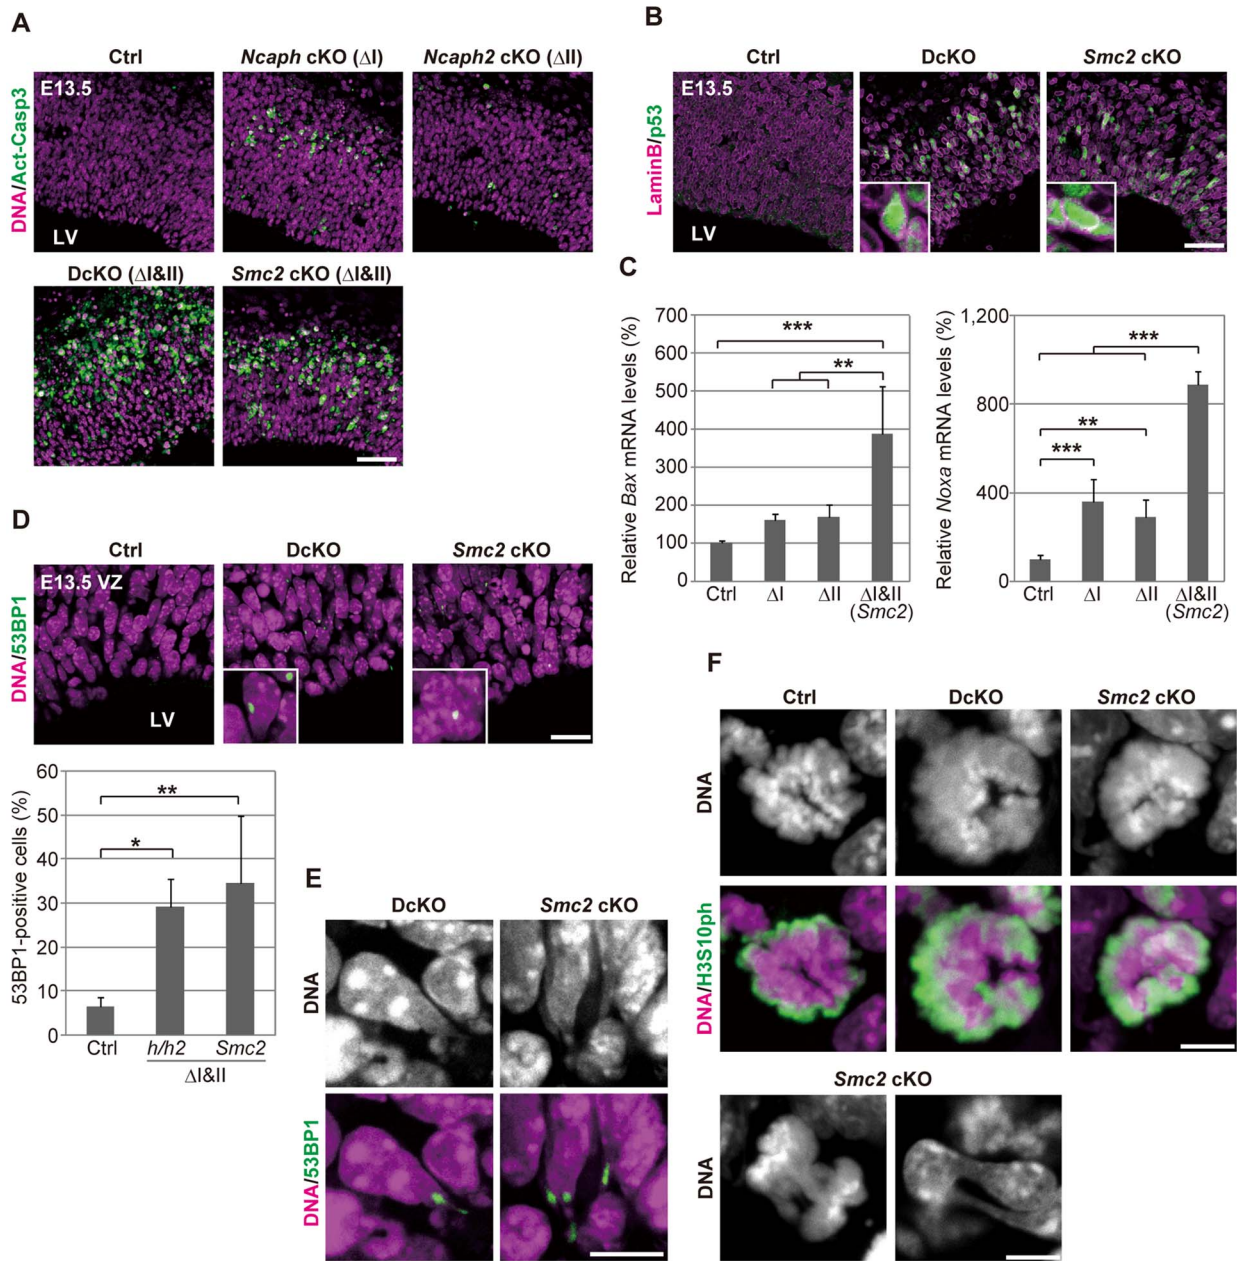 A
Ctrl
Ncaph cKO (ΔI)
Ncaph2 cKO (ΔII)
E13.5
DNA/Act-Casp3
LV
DcKO (ΔI&II)
Smc2 cKO (ΔI&II)
B
Ctrl
DcKO
Smc2 cKO
E13.5
LaminB/p53
LV
C
Relative Bax mRNA levels (%)
700
600
500
400
300
200
100
0
***
**
Ctrl
ΔI
ΔII
ΔI&II
(Smc2)
Relative Noxa mRNA levels (%)
1,200
800
400
0
***
**
***
Ctrl
ΔI
ΔII
ΔI&II
(Smc2)
D
Ctrl
DcKO
Smc2 cKO
E13.5 VZ
DNA/53BP1
LV
53BP1-positive cells (%)
60
50
40
30
20
10
0
**
*
Ctrl
h/h2
Smc2
ΔI&II
E
DcKO
Smc2 cKO
DNA
DNA/53BP1
F
Ctrl
DcKO
Smc2 cKO
DNA
DNA/H3S10ph
Smc2 cKO
DNA